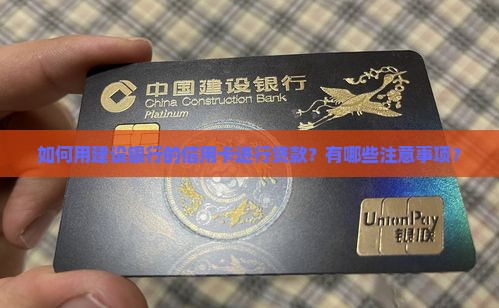 中国建设银行
China Construction Bank
Platinum
如何用建设银行的信用卡进行贷款？有哪些注意事项？
UnionPay
银联